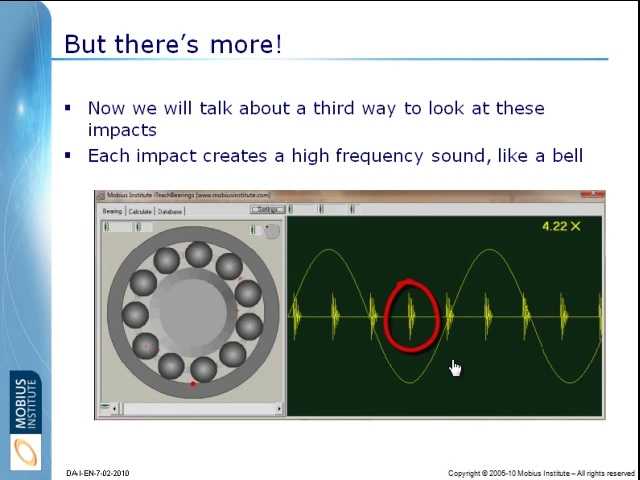 But there's more!
Now we will talk about a third way to look at these
impacts
Each impact creates a high frequency sound, like a bell
Mobius Institute iTeachBearings [www.mobiusinstitute.com]
Bearing Calculate Database Settings
4.22 X
MOBIUS
INSTITUTE
DA-I-EN-7-02-2010
Copyright © 2005-10 Mobius Institute – All rights reserved